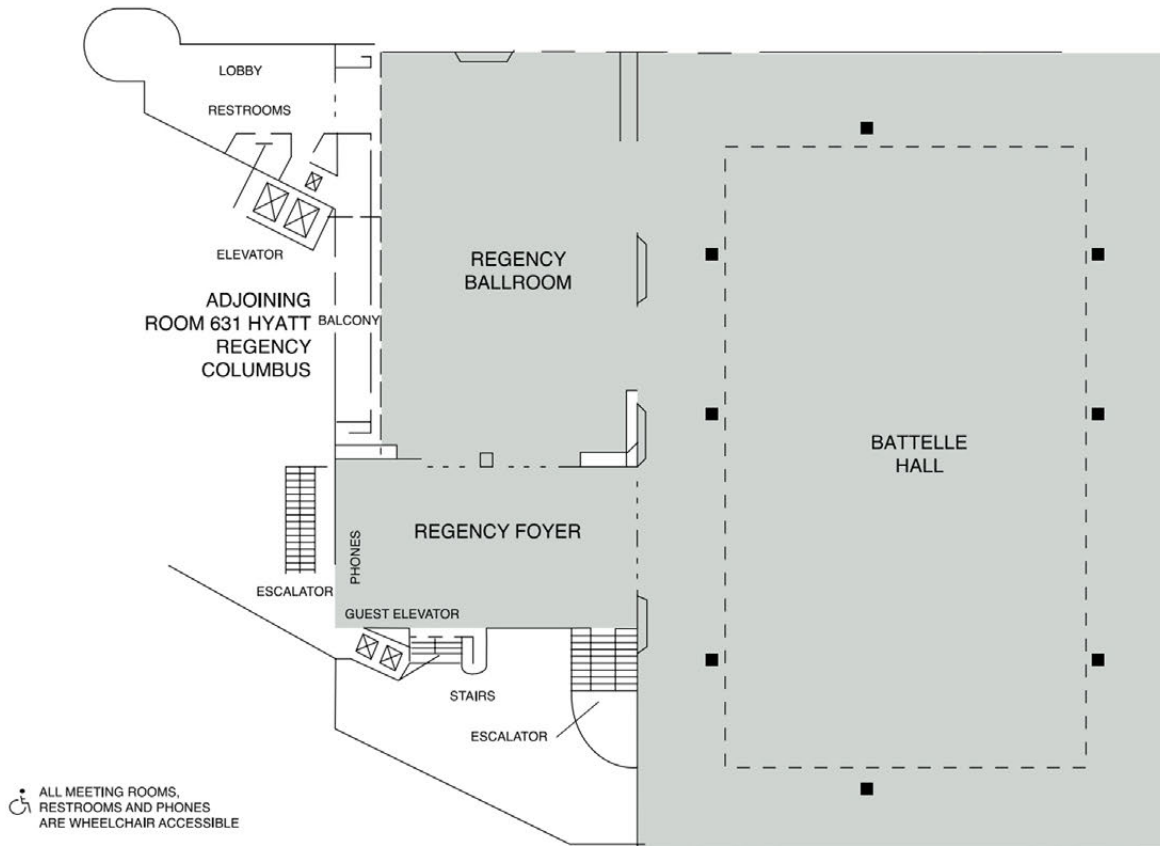 LOBBY
RESTROOMS
ELEVATOR
ADJOINING
ROOM 631 HYATT
REGENCY
COLUMBUS
BALCONY
REGENCY
BALLROOM
BATTELLE
HALL
REGENCY FOYER
PHONES
ESCALATOR
GUEST ELEVATOR
STAIRS
ESCALATOR
ALL MEETING ROOMS,
RESTROOMS AND PHONES
ARE WHEELCHAIR ACCESSIBLE